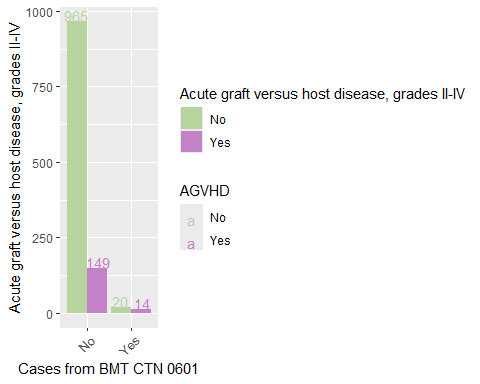 Acute graft versus host disease, grades II-IV
1000
750
500
250
0
965
149
20
14
No
Yes
Cases from BMT CTN 0601
Acute graft versus host disease, grades II-IV
No
Yes
AGVHD
a No
a Yes